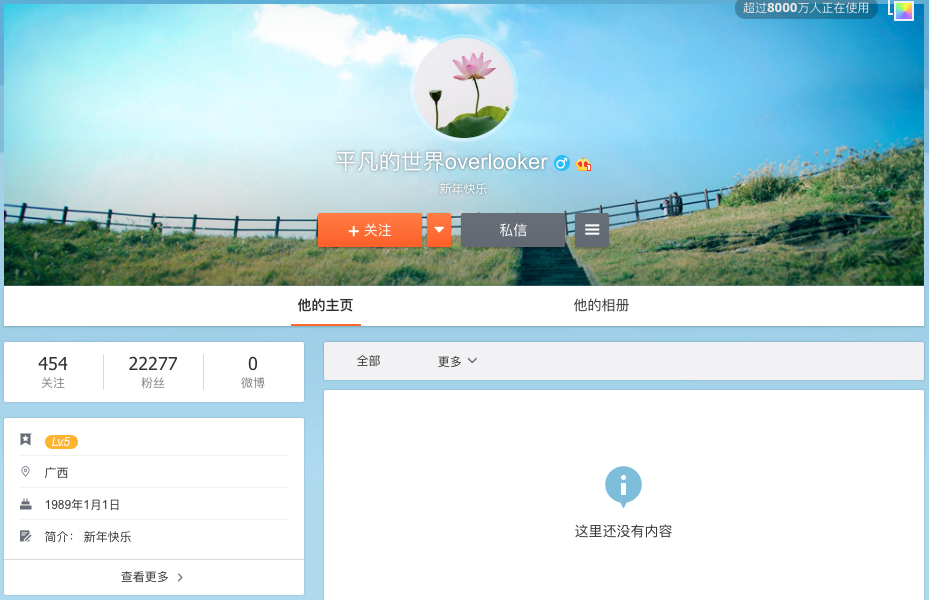 超过8000万人正在使用
平凡的世界overlooker
新年快乐
+ 关注
私信
他的主页
他的相册
454
关注
22277
粉丝
0
微博
全部
更多
Lv.5
广西
1989年1月1日
简介： 新年快乐
查看更多 >
这里还没有内容